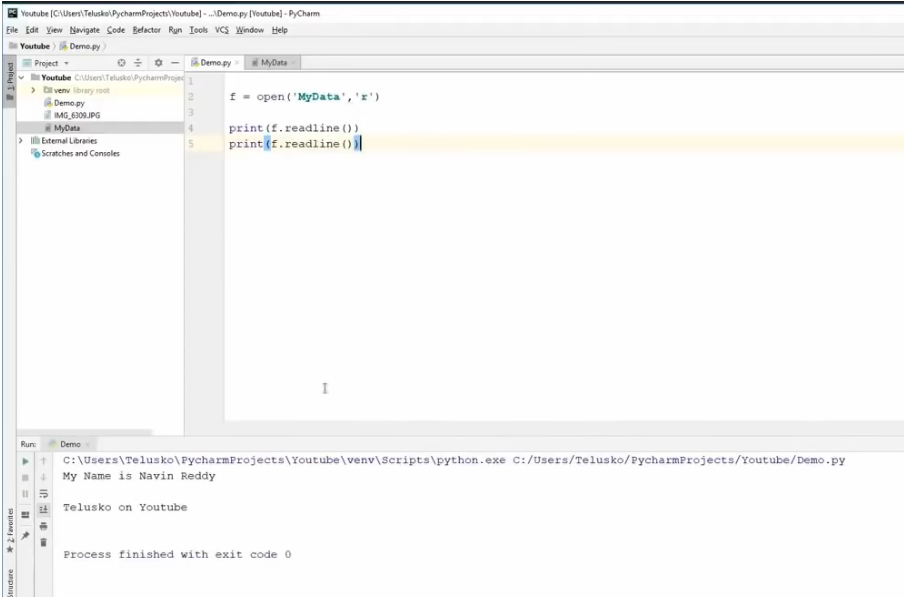 Youtube [C:\Users\Telusko\PycharmProjects\Youtube] - ...\Demo.py [Youtube] - PyCharm
File Edit View Navigate Code Refactor Run Tools VCS Window Help
Youtube Demo.py
1: Project
Project
Demo.py MyData
Youtube C:\Users\Telusko\PycharmProjec
venv library root
Demo.py
IMG_6309.JPG
MyData
External Libraries
Scratches and Consoles
1
2 f = open('MyData','r')
3
4 print(f.readline())
5 print(f.readline())
Run: Demo
C:\Users\Telusko\PycharmProjects\Youtube\venv\Scripts\python.exe C:/Users/Telusko/PycharmProjects/Youtube/Demo.py
My Name is Navin Reddy
Telusko on Youtube
Process finished with exit code 0
2: Favorites
Structure